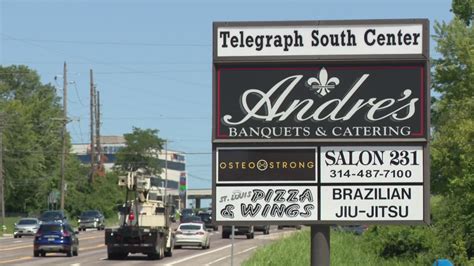 Telegraph South Center
Andre's
BANQUETS & CATERING
OSTEOSTRONG
SALON 231
314-487-7100
ST. LOUIS
PIZZA
& WINGS
BRAZILIAN
JIU-JITSU